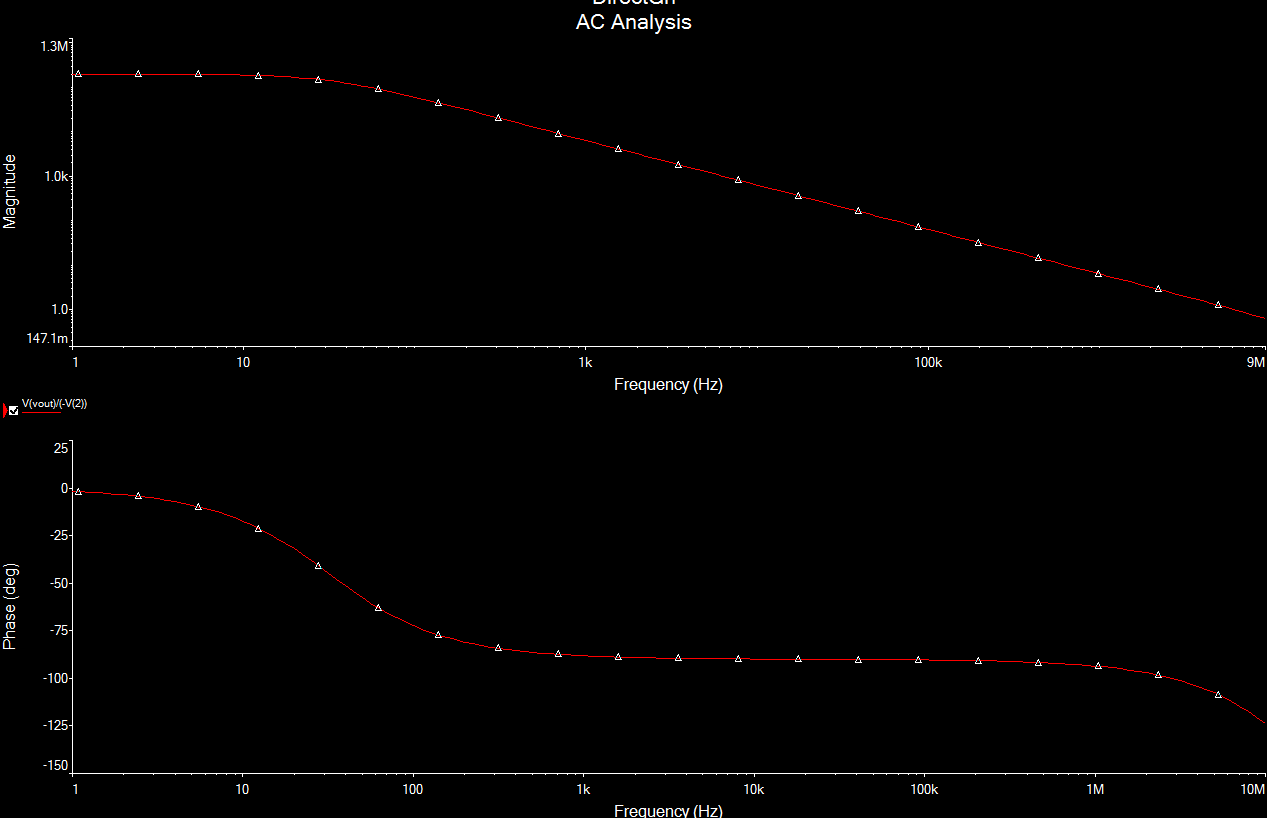 AC Analysis
1.3M
1.0k
1.0
147.1m
Magnitude
1 10 1k 100k 9M
Frequency (Hz)
V(vout)/(-V(2))
25
0
-25
-50
-75
-100
-125
-150
Phase (deg)
1 10 100 1k 10k 100k 1M 10M
Frequency (Hz)